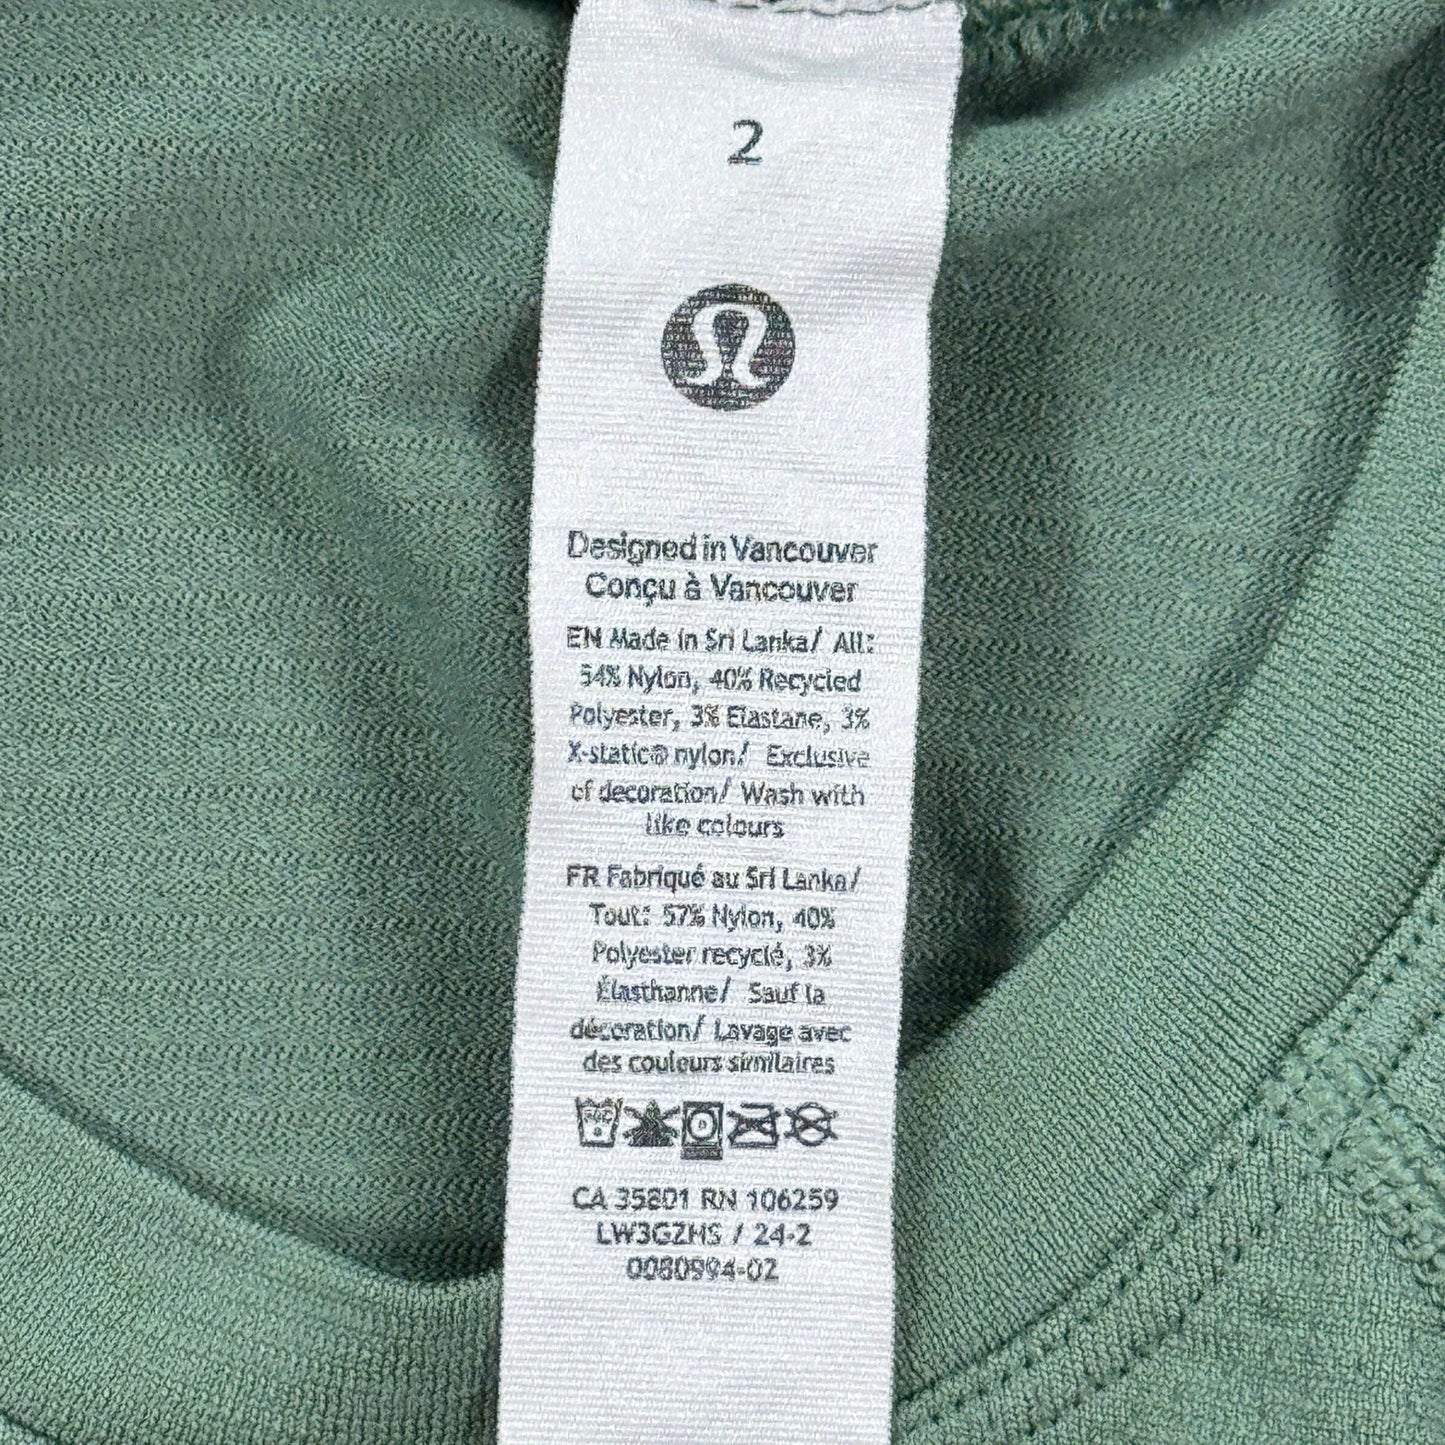 2
Designed in Vancouver
Conçu à Vancouver
EN Made in Sri Lanka/ All:
54% Nylon, 40% Recycled
Polyester, 3% Elastane, 3%
X-static® nylon/ Exclusive
of decoration/ Wash with
like colours
FR Fabriqué au Sri Lanka/
Tout: 57% Nylon, 40%
Polyester recyclé, 3%
Élasthanne/ Sauf la
décoration/ Lavage avec
des couleurs similaires
CA 35801 RN 106259
LW3GZHS / 24-2
0080994-02